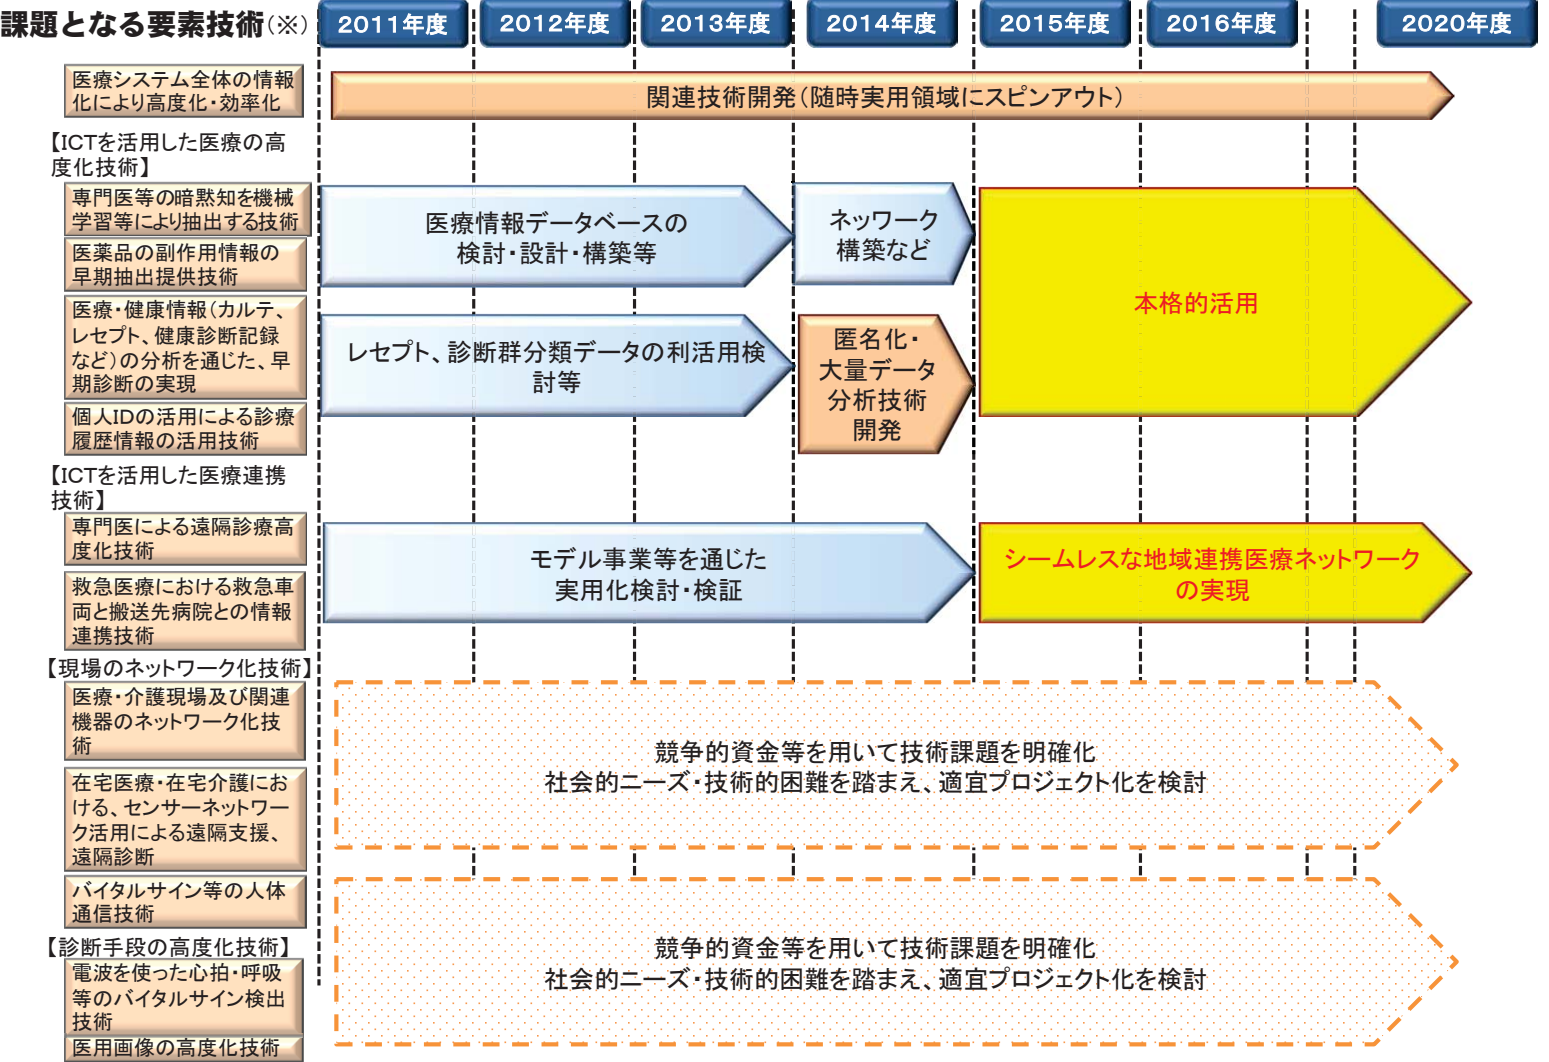 課題となる要素技術(※)
2011年度
2012年度
2013年度
2014年度
2015年度
2016年度
2020年度
医療システム全体の情報
化により高度化・効率化
関連技術開発(随時実用領域にスピンアウト)
【ICTを活用した医療の高
度化技術】
専門医等の暗黙知を機械
学習等により抽出する技術
医薬品の副作用情報の
早期抽出提供技術
医療・健康情報(カルテ、
レセプト、健康診断記録
など)の分析を通じた、早
期診断の実現
個人IDの活用による診療
履歴情報の活用技術
医療情報データベースの
検討・設計・構築等
ネッワーク
構築など
レセプト、診断群分類データの利活用検
討等
匿名化・
大量データ
分析技術
開発
本格的活用
【ICTを活用した医療連携
技術】
専門医による遠隔診療高
度化技術
救急医療における救急車
両と搬送先病院との情報
連携技術
モデル事業等を通じた
実用化検討・検証
シームレスな地域連携医療ネットワーク
の実現
【現場のネットワーク化技術】
医療・介護現場及び関連
機器のネットワーク化技
術
在宅医療・在宅介護にお
ける、センサーネットワー
ク活用による遠隔支援、
遠隔診断
バイタルサイン等の人体
通信技術
競争的資金等を用いて技術課題を明確化
社会的ニーズ・技術的困難を踏まえ、適宜プロジェクト化を検討
【診断手段の高度化技術】
電波を使った心拍・呼吸
等のバイタルサイン検出
技術
医用画像の高度化技術
競争的資金等を用いて技術課題を明確化
社会的ニーズ・技術的困難を踏まえ、適宜プロジェクト化を検討